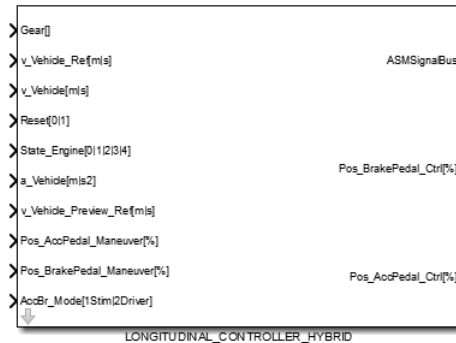 Gear[]
v_Vehicle_Ref[m|s]
ASMSignalBus
v_Vehicle[m|s]
Reset[0|1]
State_Engine[0|1|2|3|4]
a_Vehicle[m|s2]
Pos_BrakePedal_Ctrl[%]
v_Vehicle_Preview_Ref[m|s]
Pos_AccPedal_Maneuver[%]
Pos_BrakePedal_Maneuver[%]
Pos_AccPedal_Ctrl[%]
AccBr_Mode[1Stim|2Driver]
LONGITUDINAL_CONTROLLER_HYBRID